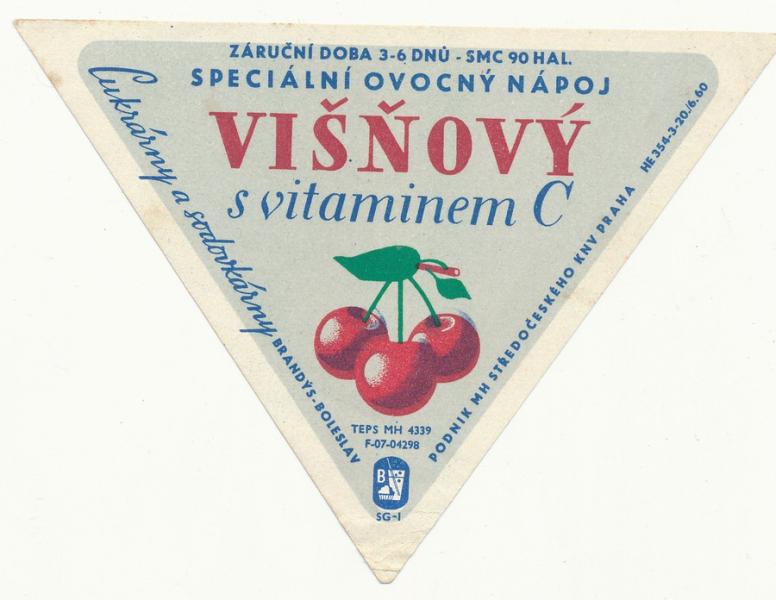 ZÁRUČNÍ DOBA 3-6 DNŮ - SMC 90 HAL.
SPECIÁLNÍ OVOCNÝ NÁPOJ
VIŠŇOVÝ
s vitaminem C
Cukrárny a sodovkárny BRANDÝS-BOLESLAV
PODNIK MH STŘEDOČESKÉHO KNV PRAHA HE 354-3-20./6.60
TEPS MH 4339
F-07-04298
B
SG-I